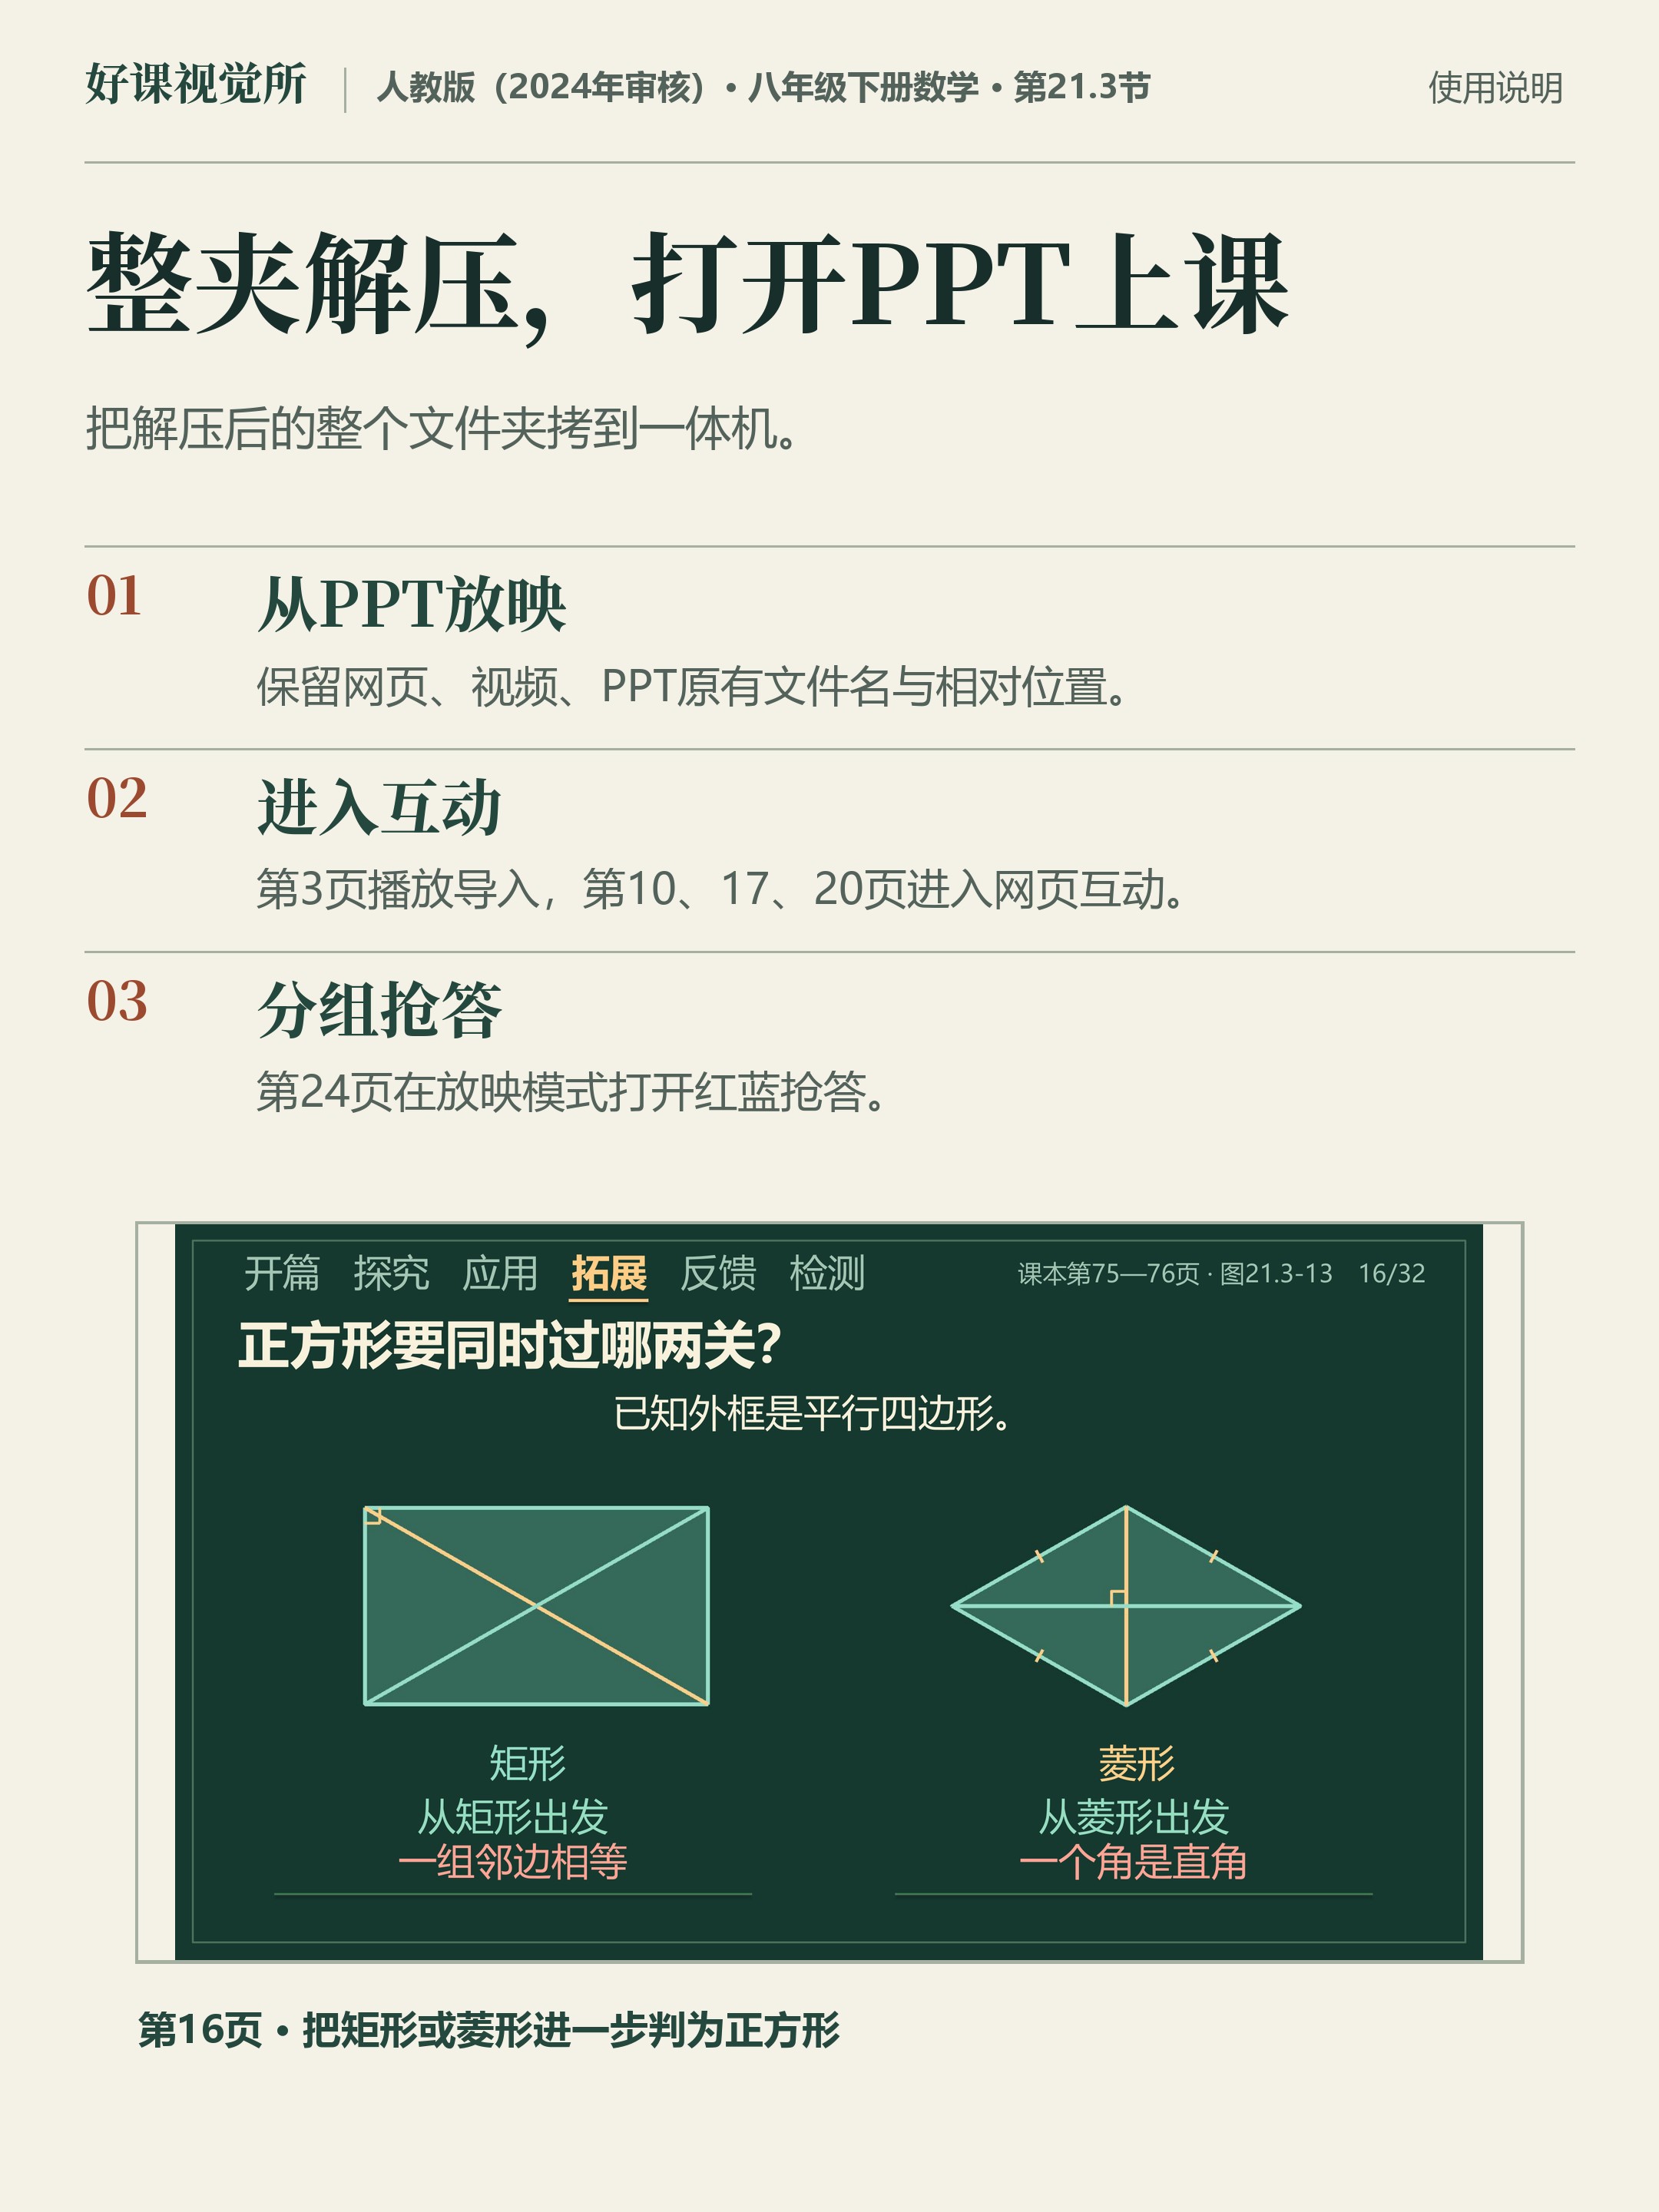 好课视觉所
人教版（2024年审核）·八年级下册数学·第21.3节
使用说明
整夹解压，打开PPT上课
把解压后的整个文件夹拷到一体机。
01
从PPT放映
保留网页、视频、PPT原有文件名与相对位置。
02
进入互动
第3页播放导入，第10、17、20页进入网页互动。
03
分组抢答
第24页在放映模式打开红蓝抢答。
开篇 探究 应用 拓展 反馈 检测
课本第75—76页·图21.3-13 16/32
正方形要同时过哪两关？
已知外框是平行四边形。
矩形
从矩形出发
一组邻边相等
菱形
从菱形出发
一个角是直角
第16页·把矩形或菱形进一步判为正方形